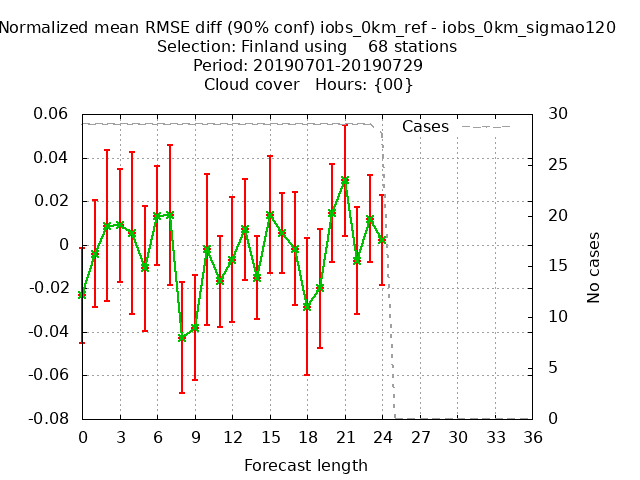 Normalized mean RMSE diff (90% conf) iobs_0km_ref - iobs_0km_sigmao120
Selection: Finland using    68 stations
Period: 20190701-20190729
Cloud cover   Hours: {00}
Cases
0.06
0.04
0.02
0
-0.02
-0.04
-0.06
-0.08
30
25
20
15
10
5
0
No cases
0 3 6 9 12 15 18 21 24 27 30 33 36
Forecast length